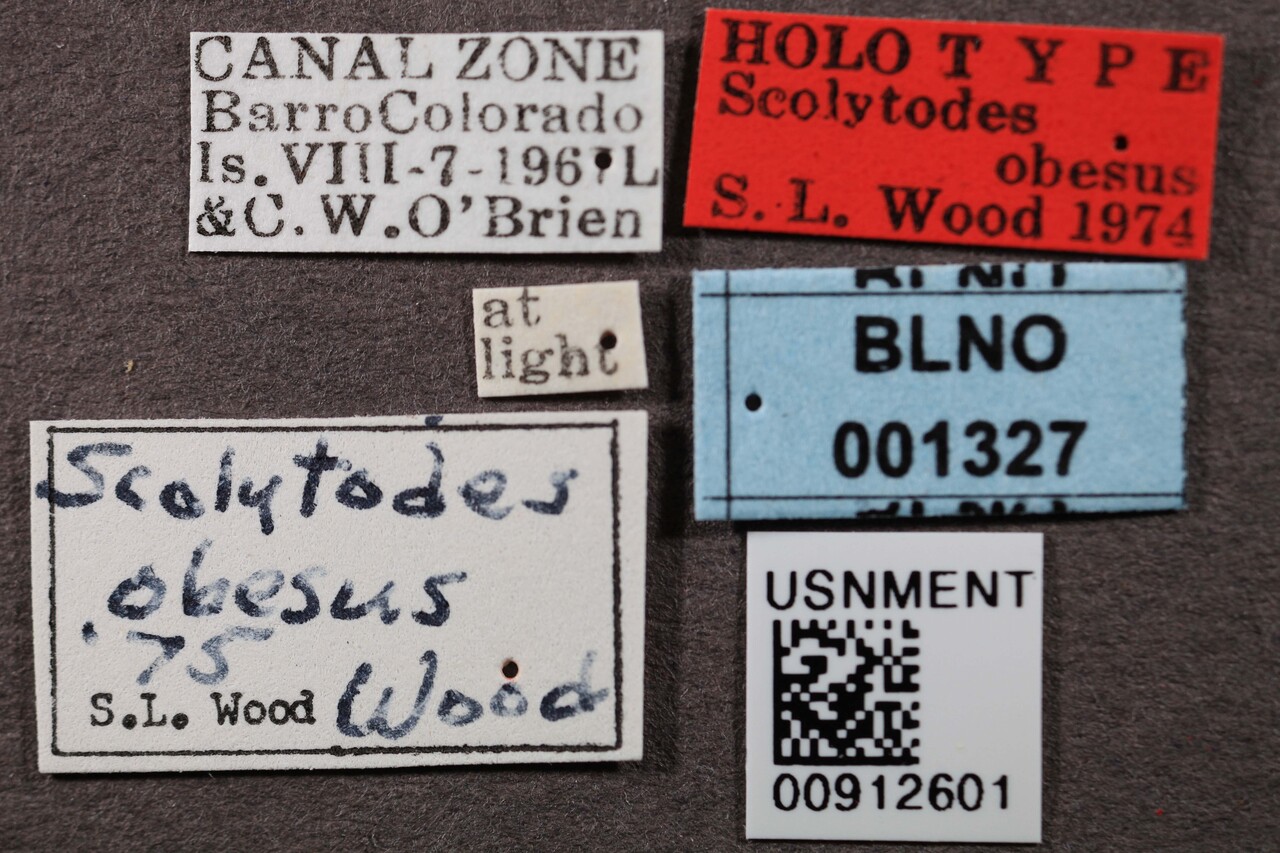 CANAL ZONE
BarroColorado
Is. VIII-7-1967 L
& C. W. O'Brien
HOLOTYPE
Scolytodes
obesus
S. L. Wood 1974
at
light
BLNO
001327
Scolytodes
obesus
'75
S.L. Wood Wood
USNMENT
00912601